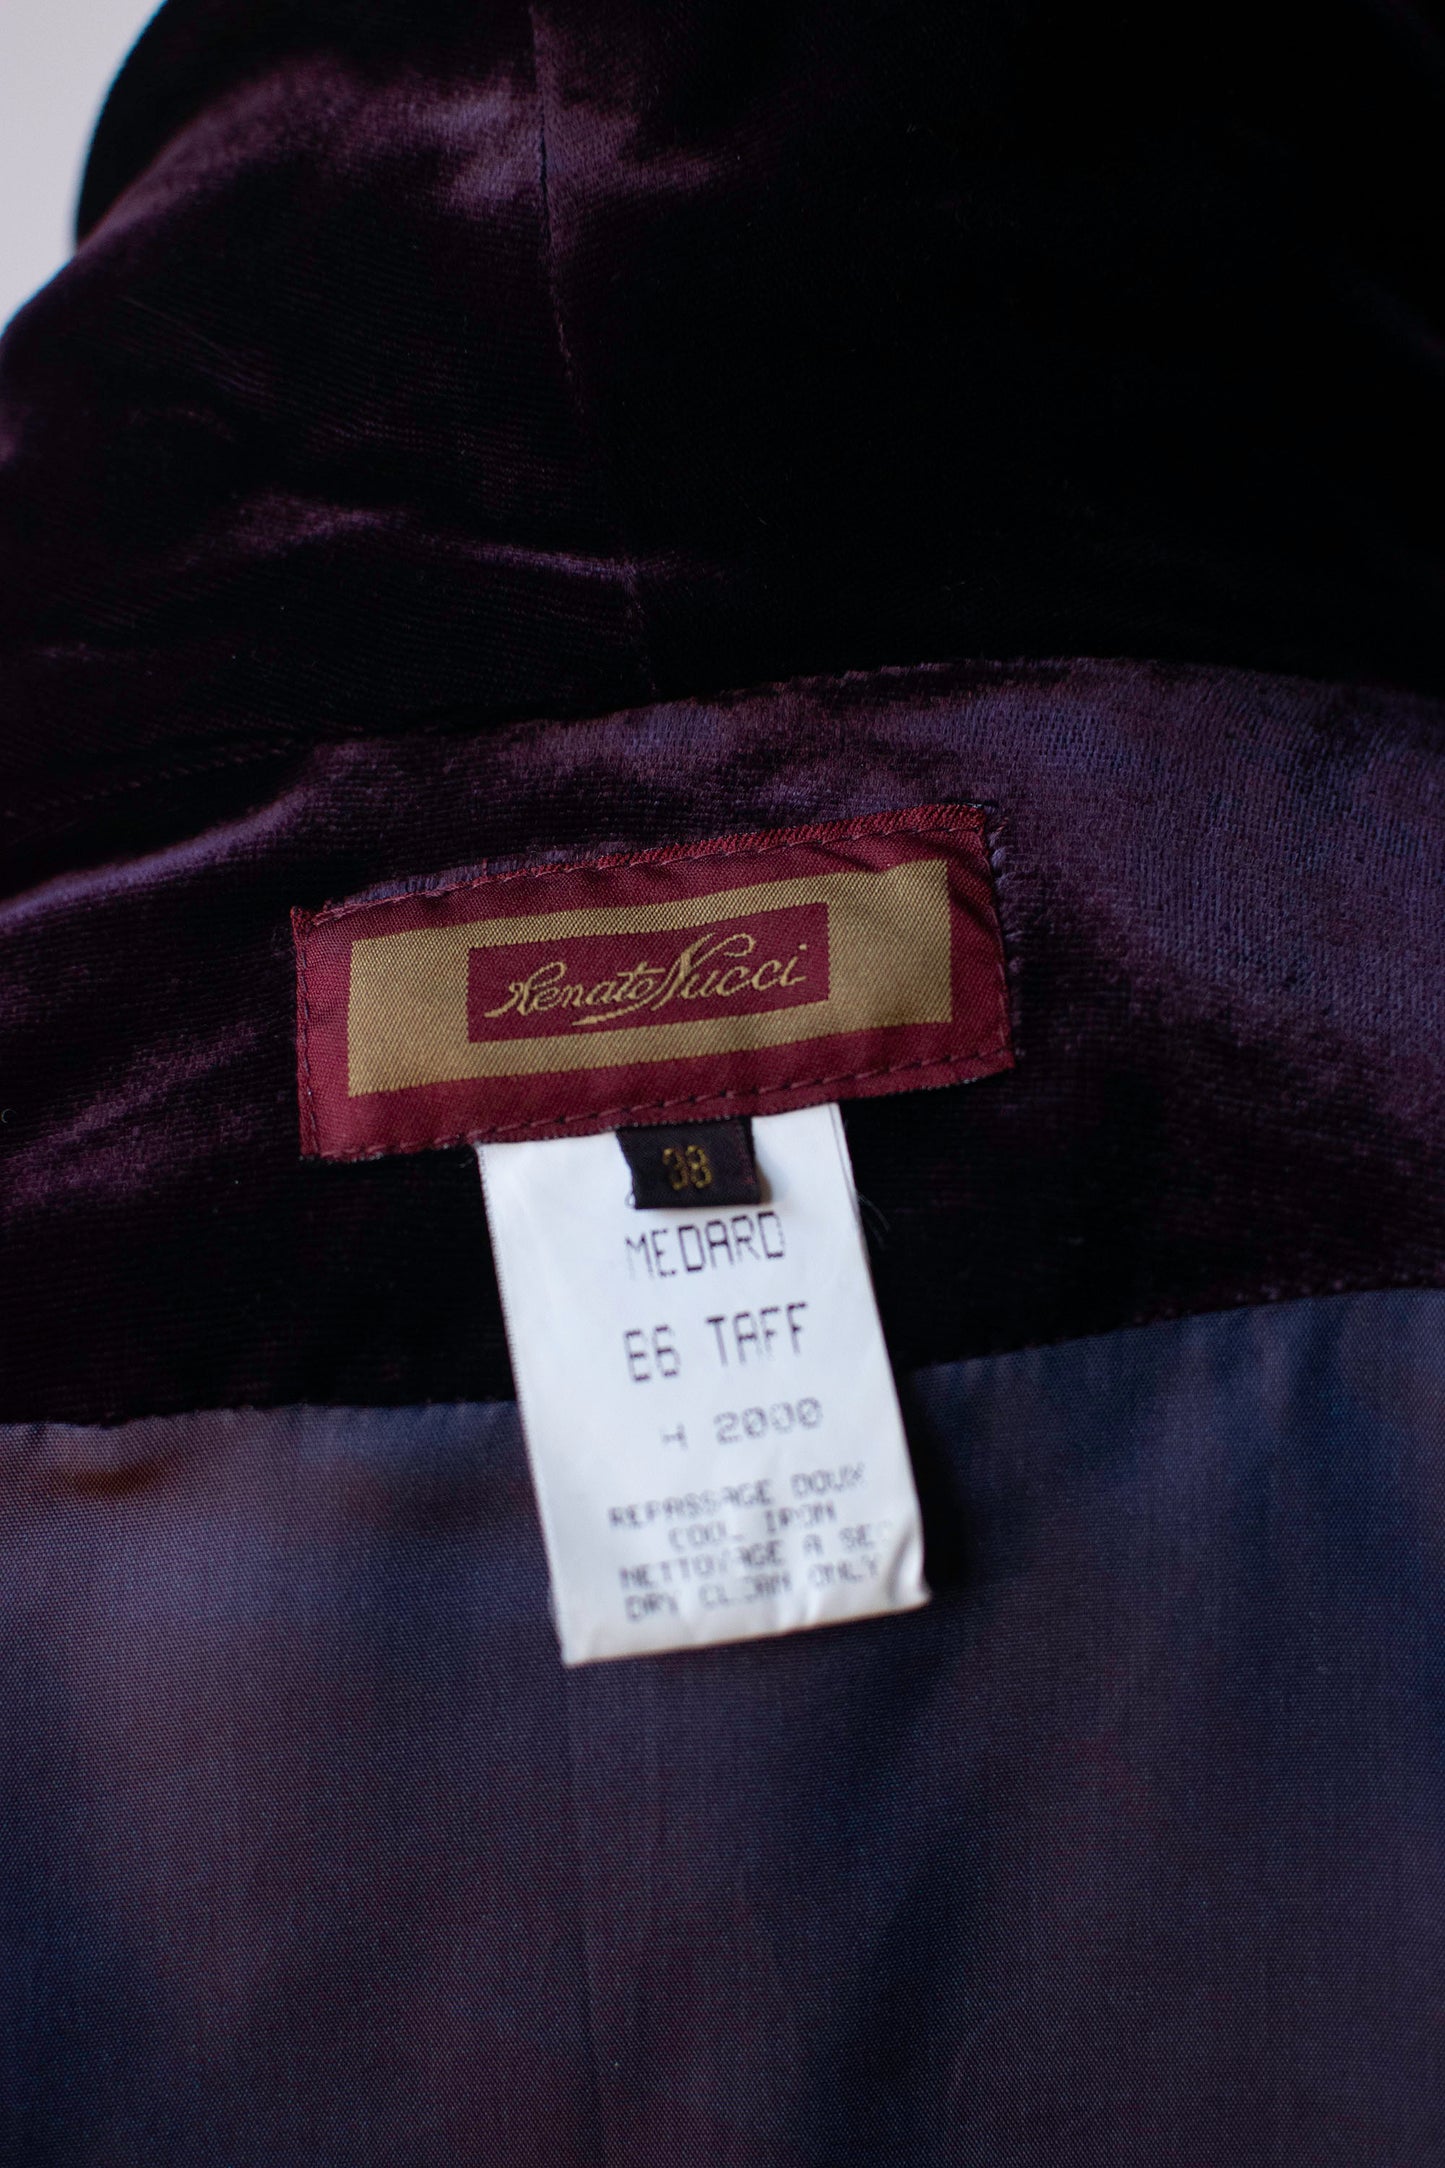 Renato Nucci
38
MEDARD
E6 TAFF
H 2000
REPASSAGE DOUX
COOL IRON
NETTOYAGE A SEC
DRY CLEAN ONLY